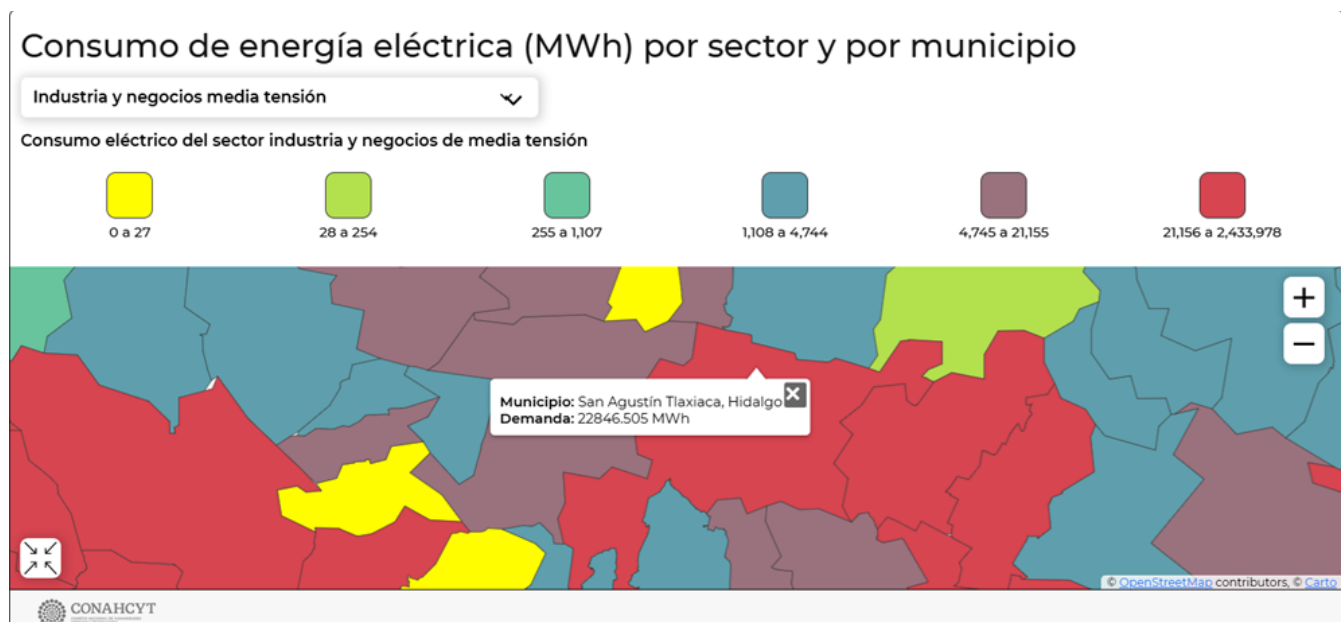 Consumo de energía eléctrica (MWh) por sector y por municipio
Industria y negocios media tensión
Consumo eléctrico del sector industria y negocios de media tensión
0 a 27
28 a 254
255 a 1,107
1,108 a 4,744
4,745 a 21,155
21,156 a 2,433,978
+
−
Municipio: San Agustín Tlaxiaca, Hidalgo
Demanda: 22846.505 MWh
© OpenStreetMap contributors, © Carto
CONAHCYT